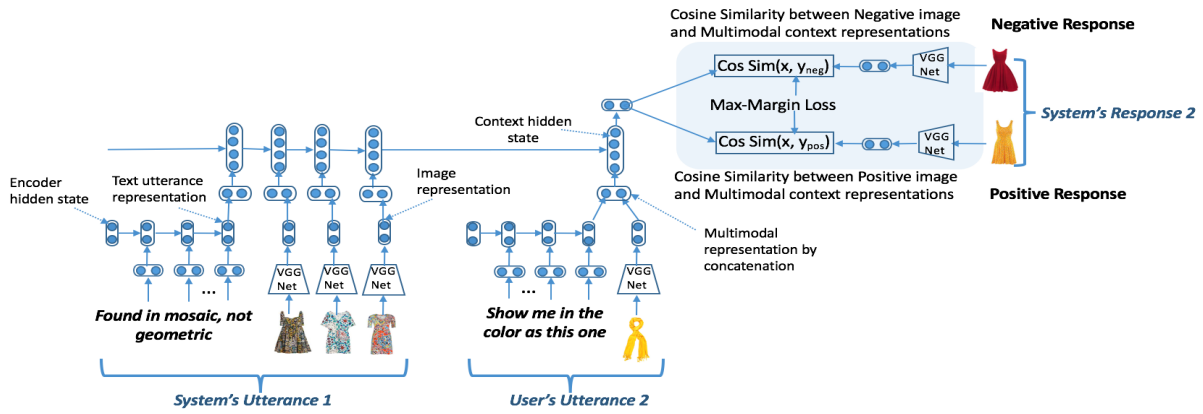 Cosine Similarity between Negative image
and Multimodal context representations
Negative Response
Cos Sim(x, yneg)
VGG
Net
Max-Margin Loss
System's Response 2
Context hidden
state
Cos Sim(x, ypos)
VGG
Net
Cosine Similarity between Positive image
and Multimodal context representations
Positive Response
Encoder
hidden state
Text utterance
representation
Image
representation
Multimodal
representation by
concatenation
...
VGG
Net
VGG
Net
VGG
Net
...
VGG
Net
Found in mosaic, not
geometric
Show me in the
color as this one
System's Utterance 1
User's Utterance 2